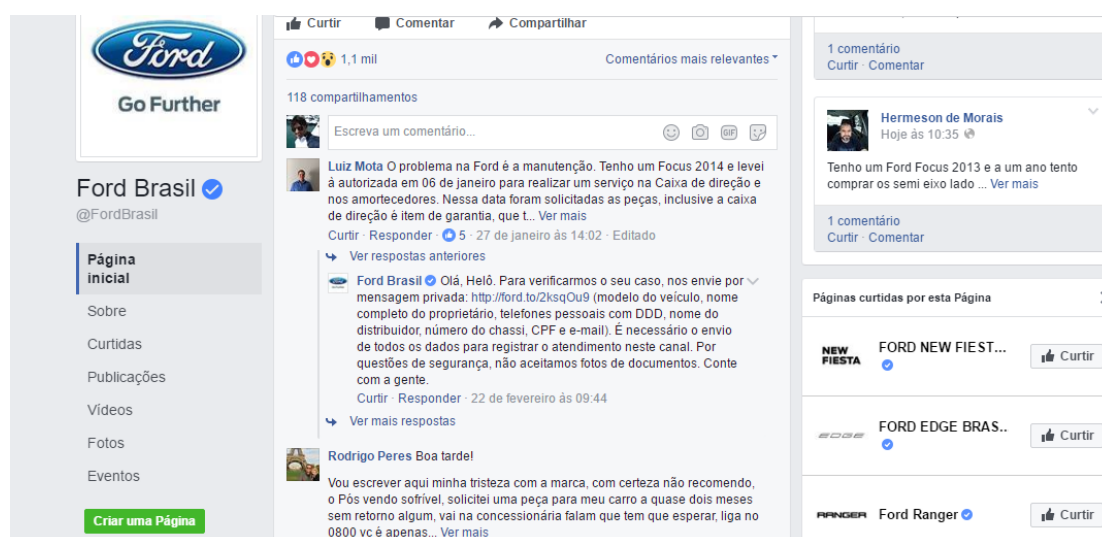 Ford
Go Further
Ford Brasil
@FordBrasil
Página
inicial
Sobre
Curtidas
Publicações
Vídeos
Fotos
Eventos
Criar uma Página
Curtir Comentar Compartilhar
1,1 mil Comentários mais relevantes
118 compartilhamentos
Escreva um comentário... GIF
Luiz Mota O problema na Ford é a manutenção. Tenho um Focus 2014 e levei
à autorizada em 06 de janeiro para realizar um serviço na Caixa de direção e
nos amortecedores. Nessa data foram solicitadas as peças, inclusive a caixa
de direção é item de garantia, que t... Ver mais
Curtir · Responder · 5 · 27 de janeiro às 14:02 · Editado
Ver respostas anteriores
Ford Brasil Olá, Helô. Para verificarmos o seu caso, nos envie por
mensagem privada: http://ford.to/2ksqOu9 (modelo do veículo, nome
completo do proprietário, telefones pessoais com DDD, nome do
distribuidor, número do chassi, CPF e e-mail). É necessário o envio
de todos os dados para registrar o atendimento neste canal. Por
questões de segurança, não aceitamos fotos de documentos. Conte
com a gente.
Curtir · Responder · 22 de fevereiro às 09:44
Ver mais respostas
Rodrigo Peres Boa tarde!
Vou escrever aqui minha tristeza com a marca, com certeza não recomendo,
o Pós vendo sofrível, solicitei uma peça para meu carro a quase dois meses
sem retorno algum, vai na concessionária falam que tem que esperar, liga no
0800 vc é apenas... Ver mais
1 comentário
Curtir · Comentar
Hermeson de Morais
Hoje às 10:35
Tenho um Ford Focus 2013 e a um ano tento
comprar os semi eixo lado ... Ver mais
1 comentário
Curtir · Comentar
Páginas curtidas por esta Página
NEW
FIESTA
FORD NEW FIEST...
Curtir
EDGE
FORD EDGE BRAS..
Curtir
RANGER
Ford Ranger
Curtir